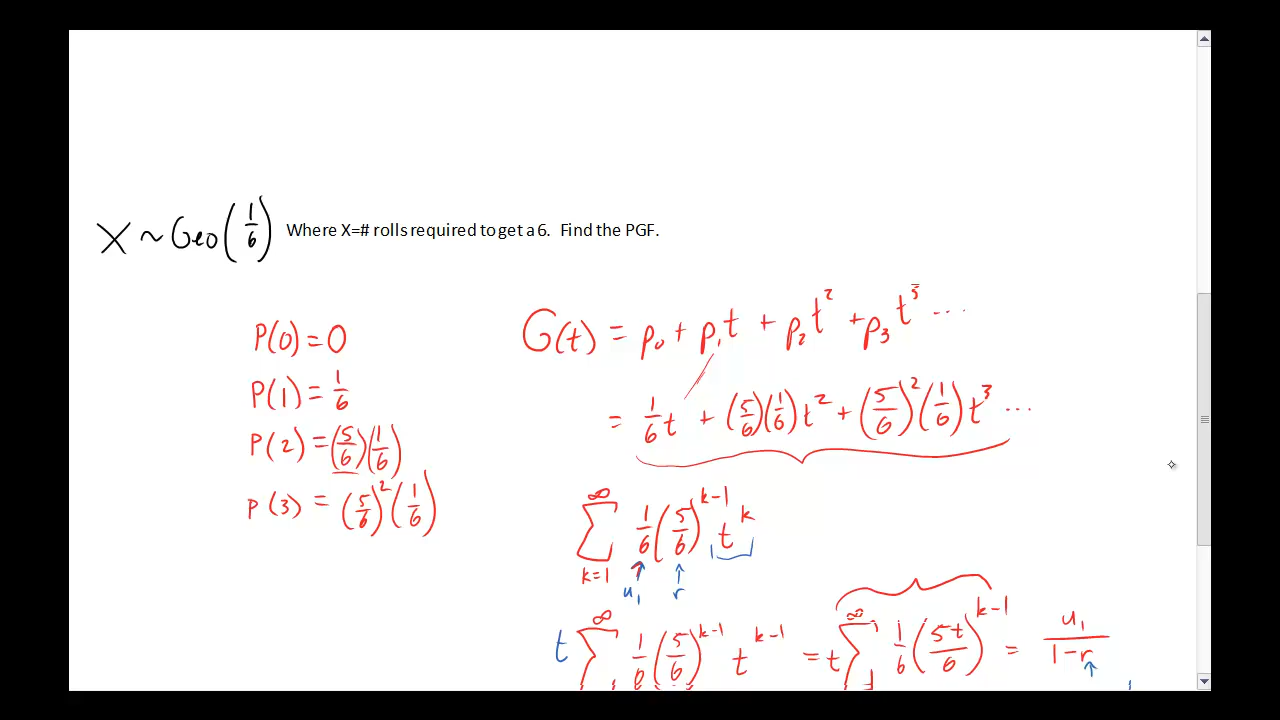 X ~ Geo(1/6) Where X=# rolls required to get a 6. Find the PGF.
P(0) = 0
P(1) = 1/6
P(2) = (5/6)(1/6)
P(3) = (5/6)²(1/6)
G(t) = p₀ + p₁t + p₂t² + p₃t³ ...
= 1/6 t + (5/6)(1/6)t² + (5/6)²(1/6)t³ ...
∞ ∑ k=1 1/6 (5/6)^(k-1) t^k
u₁ r
t ∞ ∑ 1/6 (5/6)^(k-1) t^(k-1) = t ∞ ∑ 1/6 (5t/6)^(k-1) = u₁/(1-r)